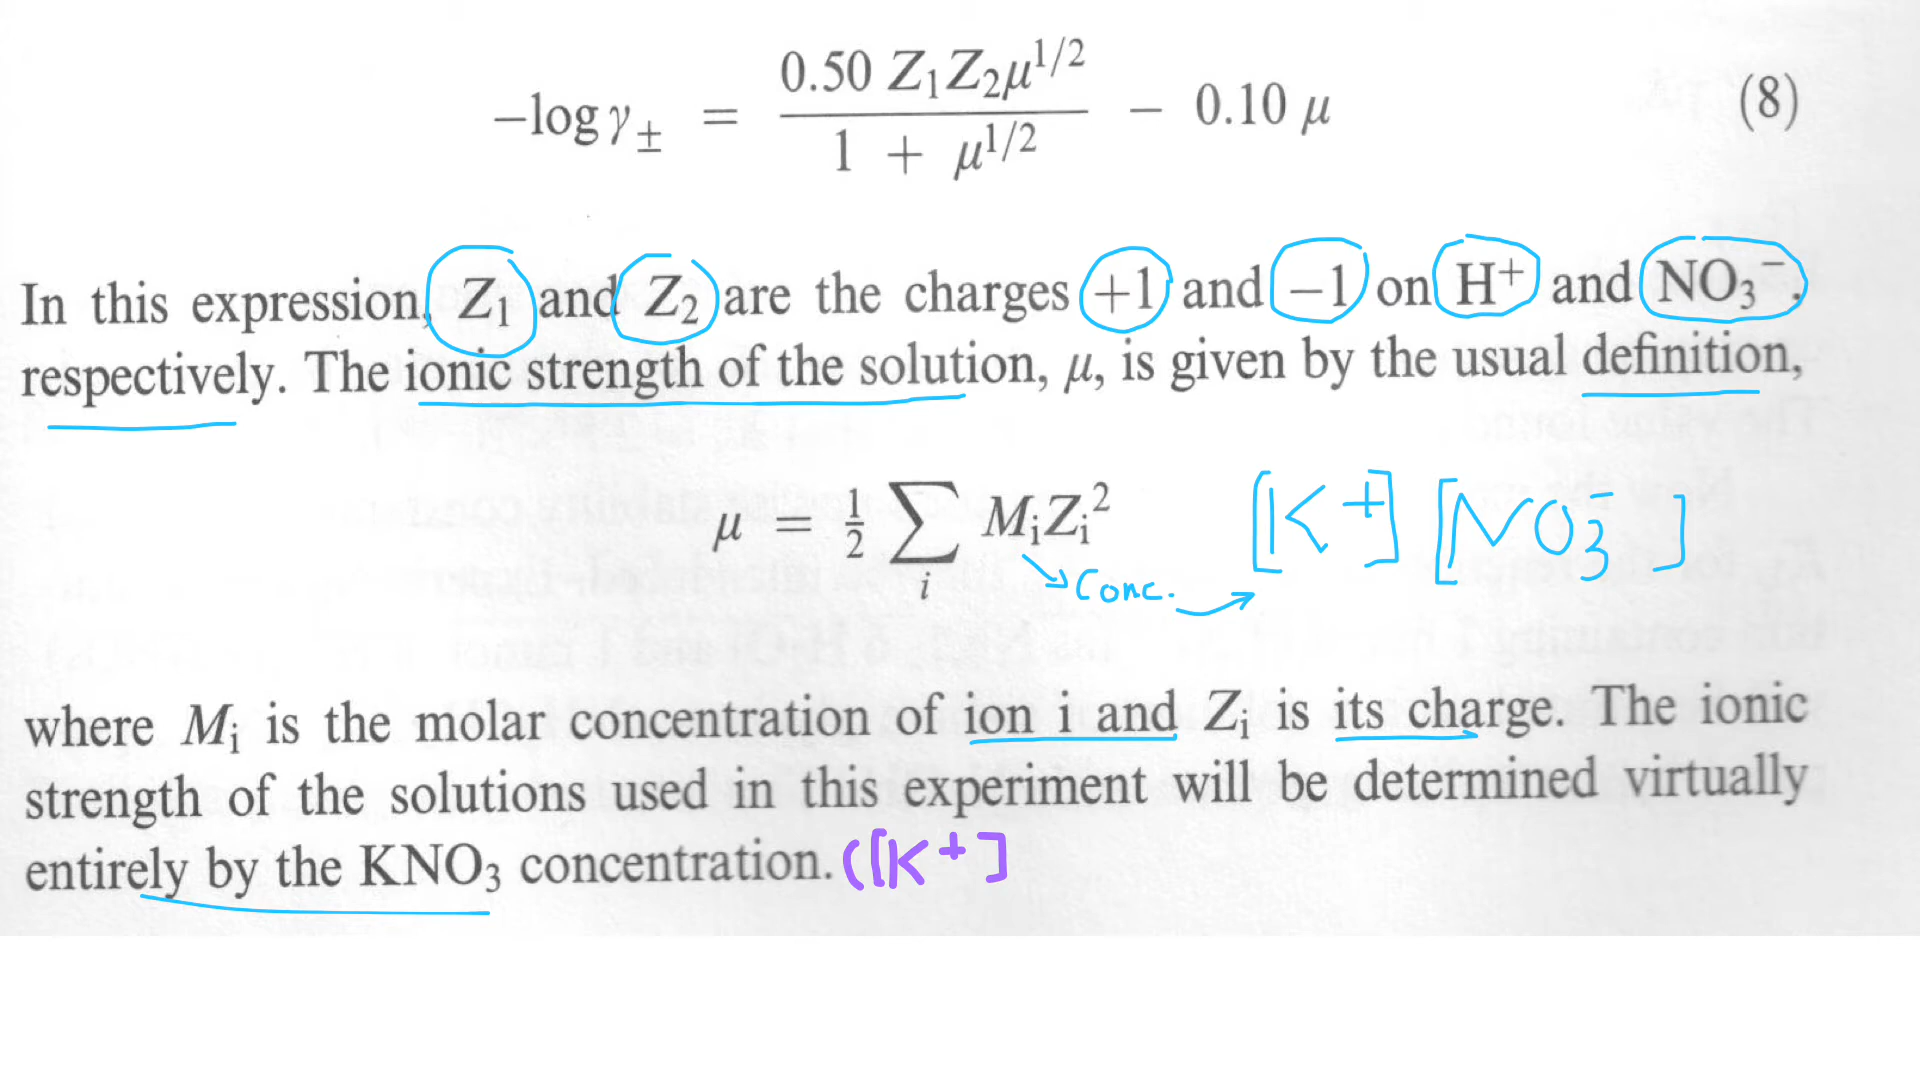 −log γ± = 0.50 Z₁Z₂μ^1/2 / 1 + μ^1/2 − 0.10 μ (8)
In this expression, Z₁ and Z₂ are the charges +1 and −1 on H⁺ and NO₃⁻,
respectively. The ionic strength of the solution, μ, is given by the usual definition,
μ = ½ ∑i MᵢZᵢ² [K+] [NO3⁻]
→ Conc. →
where Mᵢ is the molar concentration of ion i and Zᵢ is its charge. The ionic
strength of the solutions used in this experiment will be determined virtually
entirely by the KNO₃ concentration. ([K+]